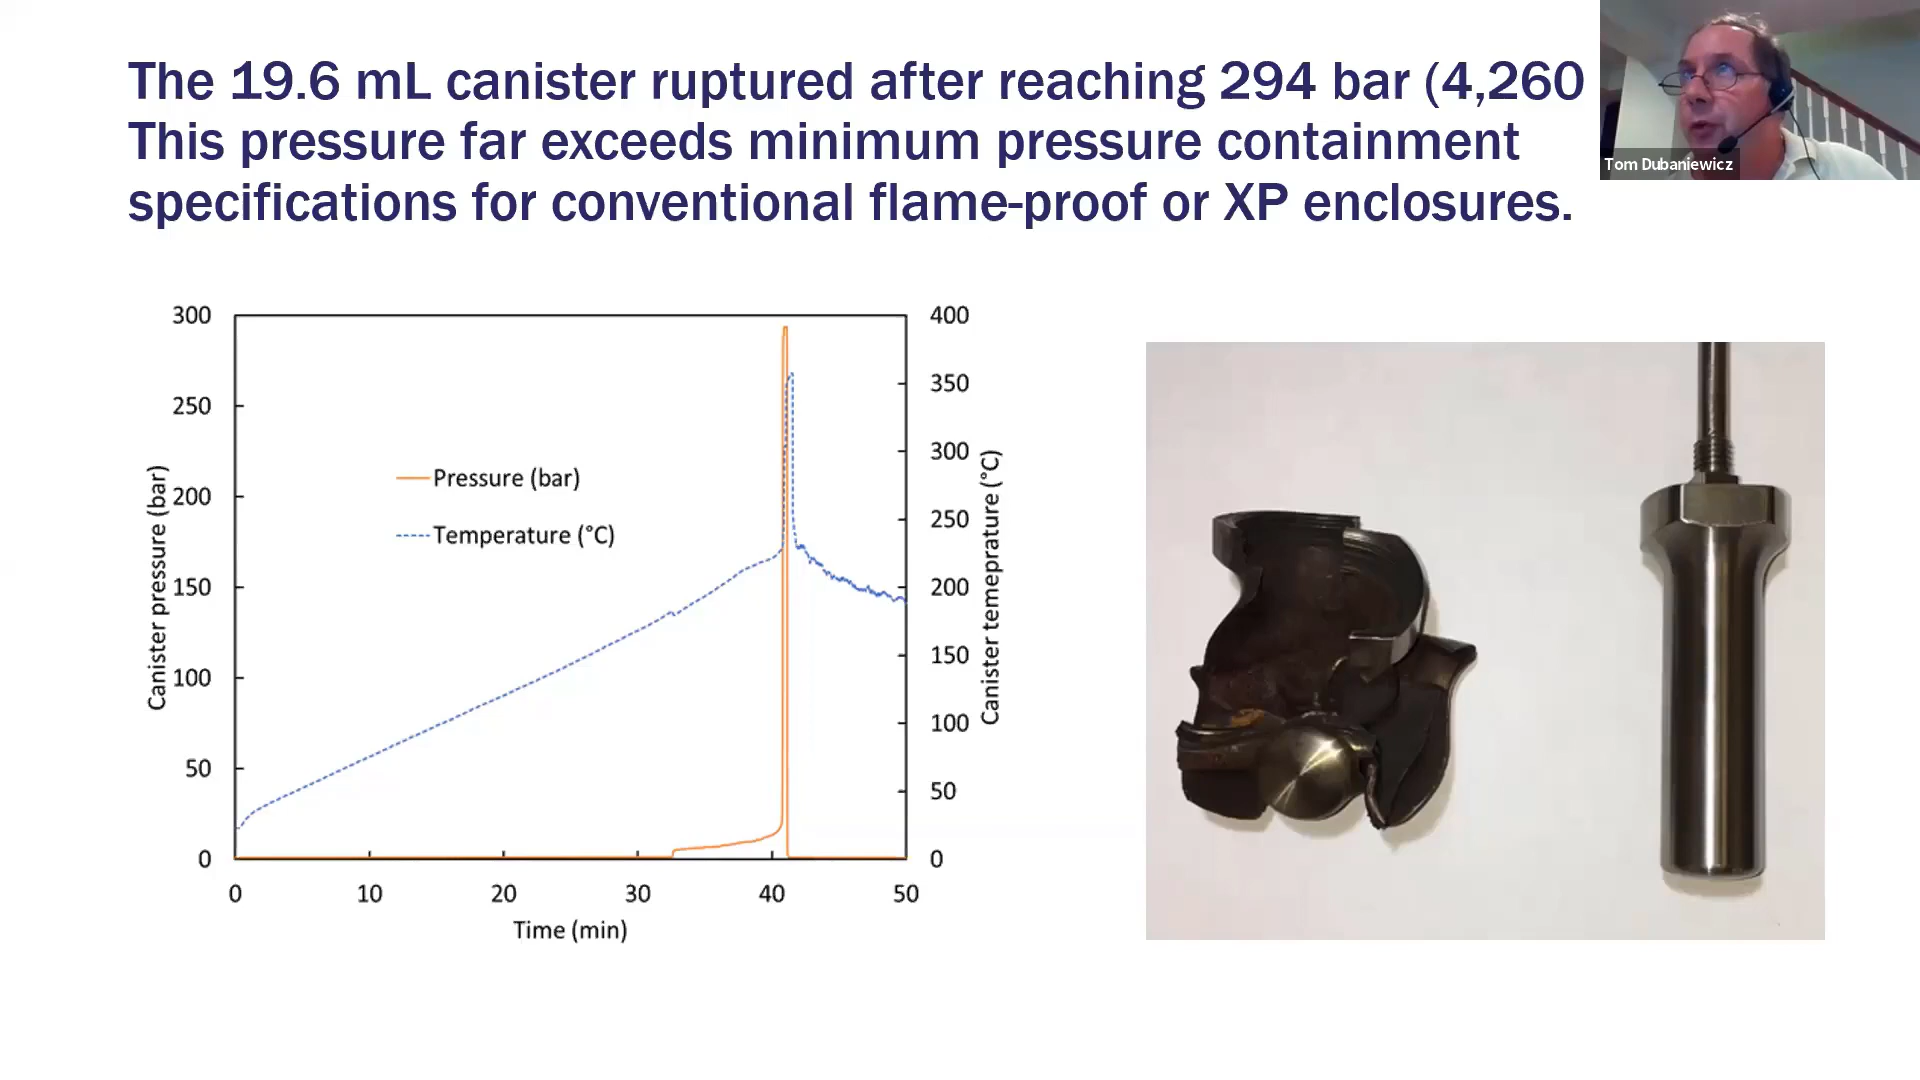 The 19.6 mL canister ruptured after reaching 294 bar (4,260
This pressure far exceeds minimum pressure containment
specifications for conventional flame-proof or XP enclosures.
Tom Dubaniewicz
300
250
200
150
100
50
0
Canister pressure (bar)
Pressure (bar)
Temperature (°C)
400
350
300
250
200
150
100
50
0
Canister temeprature (°C)
0 10 20 30 40 50
Time (min)